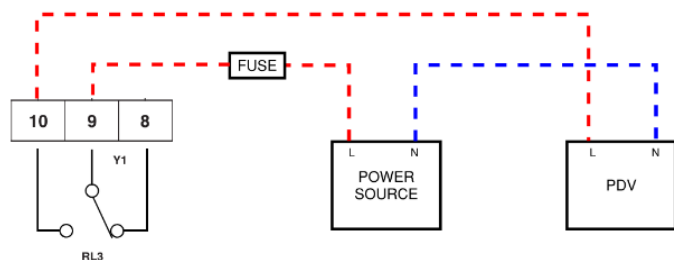 FUSE
10 9 8
Y1
L N
POWER
SOURCE
L N
PDV
RL3